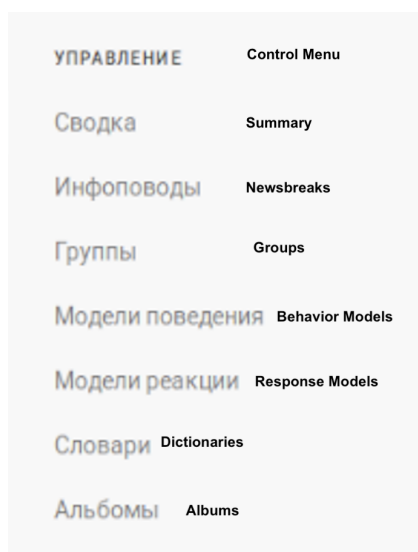 УПРАВЛЕНИЕ Control Menu
Сводка Summary
Инфоповоды Newsbreaks
Группы Groups
Модели поведения Behavior Models
Модели реакции Response Models
Словари Dictionaries
Альбомы Albums